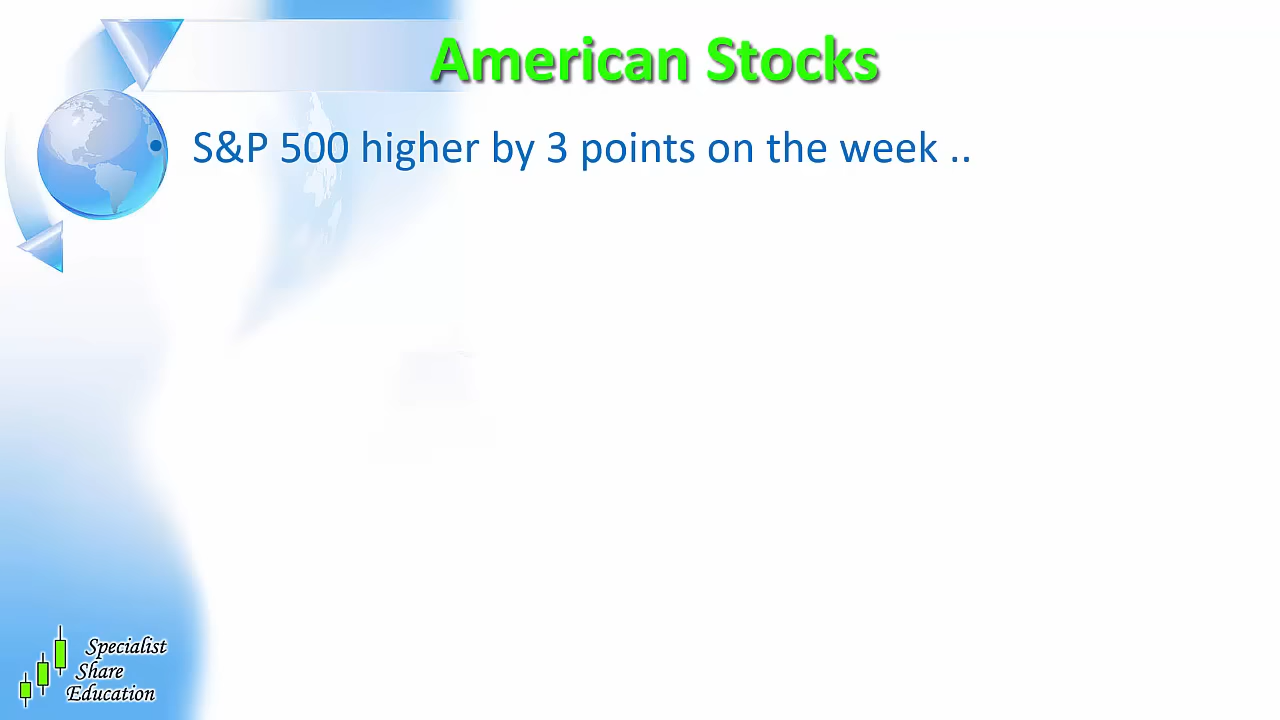 American Stocks
• S&P 500 higher by 3 points on the week ..
Specialist
Share
Education